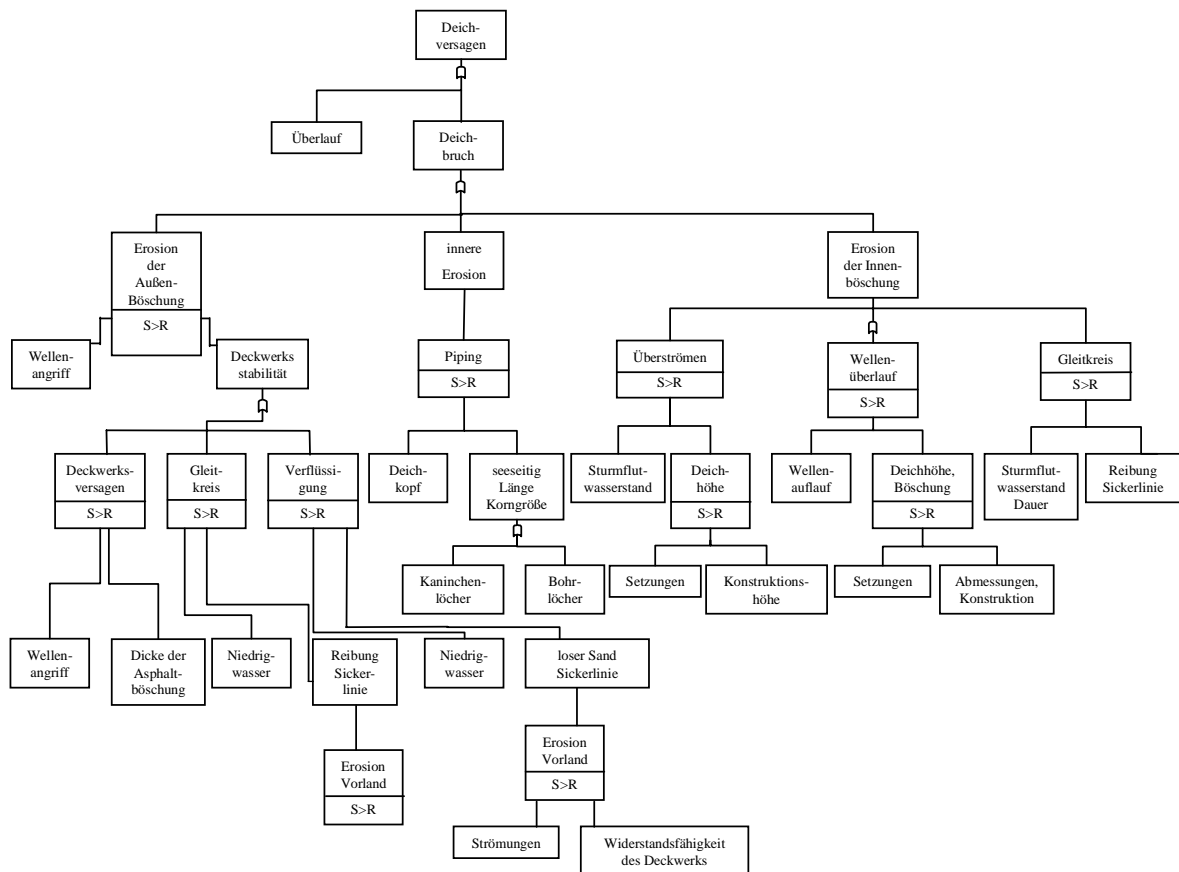 Deich-
versagen
Überlauf
Deich-
bruch
Erosion
der
Außen-
Böschung
S>R
innere
Erosion
Erosion
der Innen-
böschung
Wellen-
angriff
Deckwerks
stabilität
Piping
S>R
Überströmen
S>R
Wellen-
überlauf
S>R
Gleitkreis
S>R
Deckwerks-
versagen
S>R
Gleit-
kreis
S>R
Verflüssi-
gung
S>R
Deich-
kopf
seeseitig
Länge
Korngröße
Sturmflut-
wasserstand
Deich-
höhe
S>R
Wellen-
auflauf
Deichhöhe,
Böschung
S>R
Sturmflut-
wasserstand
Dauer
Reibung
Sickerlinie
Kaninchen-
löcher
Bohr-
löcher
Setzungen
Konstruktions-
höhe
Setzungen
Abmessungen,
Konstruktion
Wellen-
angriff
Dicke der
Asphalt-
böschung
Niedrig-
wasser
Reibung
Sicker-
linie
Niedrig-
wasser
loser Sand
Sickerlinie
Erosion
Vorland
S>R
Erosion
Vorland
S>R
Strömungen
Widerstandsfähigkeit
des Deckwerks